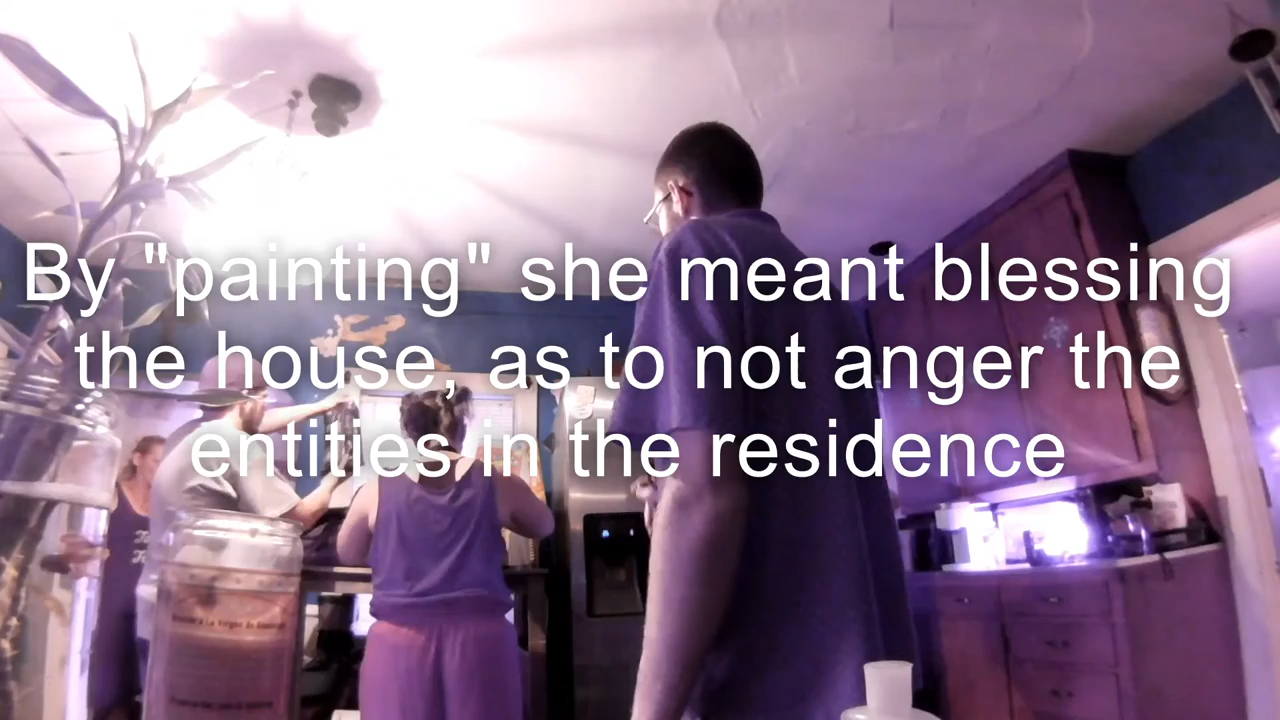 By "painting" she meant blessing
the house, as to not anger the
entities in the residence